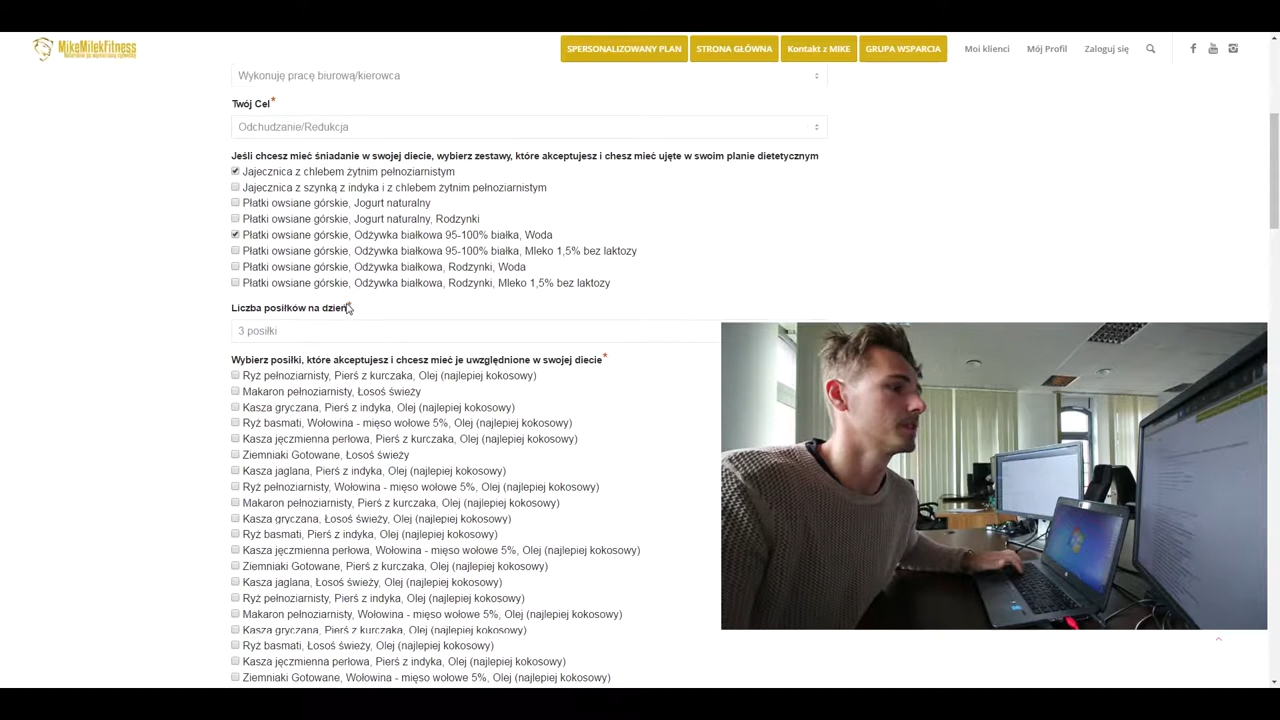 MikeMilekFitness
SPERSONALIZOWANY PLAN
STRONA GŁÓWNA
Kontakt z MIKE
GRUPA WSPARCIA
Moi klienci
Mój Profil
Zaloguj się
Wykonuję pracę biurową/kierowca
Twój Cel*
Odchudzanie/Redukcja
Jeśli chcesz mieć śniadanie w swojej diecie, wybierz zestawy, które akceptujesz i chesz mieć ujęte w swoim planie dietetycznym
Jajecznica z chlebem żytnim pełnoziarnistym
Jajecznica z szynką z indyka i z chlebem żytnim pełnoziarnistym
Płatki owsiane górskie, Jogurt naturalny
Płatki owsiane górskie, Jogurt naturalny, Rodzynki
Płatki owsiane górskie, Odżywka białkowa 95-100% białka, Woda
Płatki owsiane górskie, Odżywka białkowa 95-100% białka, Mleko 1,5% bez laktozy
Płatki owsiane górskie, Odżywka białkowa, Rodzynki, Woda
Płatki owsiane górskie, Odżywka białkowa, Rodzynki, Mleko 1,5% bez laktozy
Liczba posiłków na dzień*
3 posiłki
Wybierz posiłki, które akceptujesz i chcesz mieć je uwzględnione w swojej diecie*
Ryż pełnoziarnisty, Pierś z kurczaka, Olej (najlepiej kokosowy)
Makaron pełnoziarnisty, Łosoś świeży
Kasza gryczana, Pierś z indyka, Olej (najlepiej kokosowy)
Ryż basmati, Wołowina - mięso wołowe 5%, Olej (najlepiej kokosowy)
Kasza jęczmienna perłowa, Pierś z kurczaka, Olej (najlepiej kokosowy)
Ziemniaki Gotowane, Łosoś świeży
Kasza jaglana, Pierś z indyka, Olej (najlepiej kokosowy)
Ryż pełnoziarnisty, Wołowina - mięso wołowe 5%, Olej (najlepiej kokosowy)
Makaron pełnoziarnisty, Pierś z kurczaka, Olej (najlepiej kokosowy)
Kasza gryczana, Łosoś świeży, Olej (najlepiej kokosowy)
Ryż basmati, Pierś z indyka, Olej (najlepiej kokosowy)
Kasza jęczmienna perłowa, Wołowina - mięso wołowe 5%, Olej (najlepiej kokosowy)
Ziemniaki Gotowane, Pierś z kurczaka, Olej (najlepiej kokosowy)
Kasza jaglana, Łosoś świeży, Olej (najlepiej kokosowy)
Ryż pełnoziarnisty, Pierś z indyka, Olej (najlepiej kokosowy)
Makaron pełnoziarnisty, Wołowina - mięso wołowe 5%, Olej (najlepiej kokosowy)
Kasza gryczana, Pierś z kurczaka, Olej (najlepiej kokosowy)
Ryż basmati, Łosoś świeży, Olej (najlepiej kokosowy)
Kasza jęczmienna perłowa, Pierś z indyka, Olej (najlepiej kokosowy)
Ziemniaki Gotowane, Wołowina - mięso wołowe 5%, Olej (najlepiej kokosowy)